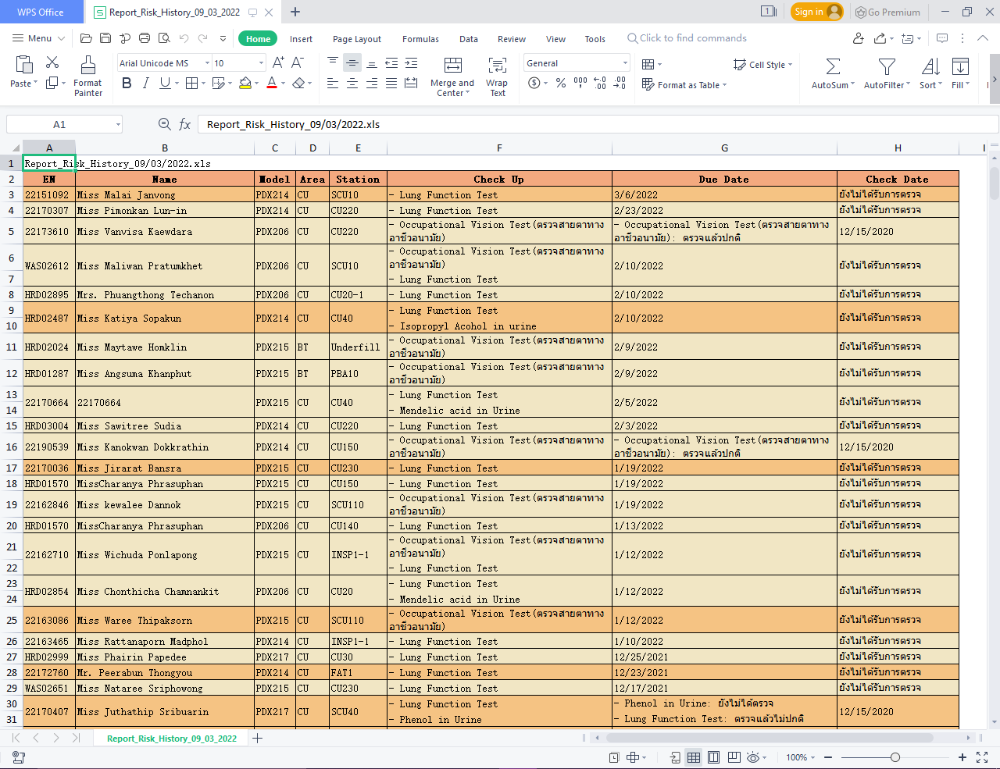 WPS Office
Report_Risk_History_09_03_2022
Sign in
Go Premium
Menu
Home
Insert
Page Layout
Formulas
Data
Review
View
Tools
Click to find commands
Paste
Format Painter
Arial Unicode MS
10
Merge and Center
Wrap Text
General
Cell Style
Format as Table
AutoSum
AutoFilter
Sort
Fill
A1
fx
Report_Risk_History_09/03/2022.xls
A B C D E F G H I
1 Report_Risk_History_09/03/2022.xls
2 EN Name Model Area Station Check Up Due Date Check Date
3 22151092 Miss Malai Janvong PDX214 CU SCU10 - Lung Function Test 3/6/2022 ยังไม่ได้รับการตรวจ
4 22170307 Miss Pimonkan Lun-in PDX214 CU CU220 - Lung Function Test 2/23/2022 ยังไม่ได้รับการตรวจ
5 22173610 Miss Vanvisa Kaewdara PDX206 CU CU220 - Occupational Vision Test(ตรวจสายตาทางอาชีวอนามัย) - Occupational Vision Test(ตรวจสายตาทางอาชีวอนามัย): ตรวจแล้วปกติ 12/15/2020
6 WAS02612 Miss Maliwan Pratumkhet PDX206 CU SCU10 - Occupational Vision Test(ตรวจสายตาทางอาชีวอนามัย) 2/10/2022 ยังไม่ได้รับการตรวจ
7 - Lung Function Test
8 HRD02895 Mrs. Phuangthong Techanon PDX206 CU CU20-1 - Lung Function Test 2/10/2022 ยังไม่ได้รับการตรวจ
9 HRD02487 Miss Katiya Sopakun PDX214 CU CU40 - Lung Function Test 2/10/2022 ยังไม่ได้รับการตรวจ
10 - Isopropyl Acohol in urine
11 HRD02024 Miss Maytawe Homklin PDX215 BT Underfill - Occupational Vision Test(ตรวจสายตาทางอาชีวอนามัย) 2/9/2022 ยังไม่ได้รับการตรวจ
12 HRD01287 Miss Angsuma Khanphut PDX215 BT PBA10 - Occupational Vision Test(ตรวจสายตาทางอาชีวอนามัย) 2/9/2022 ยังไม่ได้รับการตรวจ
13 22170664 22170664 PDX215 CU CU40 - Lung Function Test 2/5/2022 ยังไม่ได้รับการตรวจ
14 - Mendelic acid in Urine
15 HRD03004 Miss Sawitree Sudia PDX214 CU CU220 - Lung Function Test 2/3/2022 ยังไม่ได้รับการตรวจ
16 22190539 Miss Kanokwan Dokkrathin PDX214 CU CU150 - Occupational Vision Test(ตรวจสายตาทางอาชีวอนามัย) - Occupational Vision Test(ตรวจสายตาทางอาชีวอนามัย): ตรวจแล้วปกติ 12/15/2020
17 22170036 Miss Jirarat Bansra PDX215 CU CU230 - Lung Function Test 1/19/2022 ยังไม่ได้รับการตรวจ
18 HRD01570 MissCharanya Phrasuphan PDX215 CU CU150 - Lung Function Test 1/19/2022 ยังไม่ได้รับการตรวจ
19 22162846 Miss kewalee Dannok PDX215 CU SCU110 - Occupational Vision Test(ตรวจสายตาทางอาชีวอนามัย) 1/19/2022 ยังไม่ได้รับการตรวจ
20 HRD01570 MissCharanya Phrasuphan PDX206 CU CU140 - Lung Function Test 1/13/2022 ยังไม่ได้รับการตรวจ
21 22162710 Miss Wichuda Ponlapong PDX215 CU INSP1-1 - Occupational Vision Test(ตรวจสายตาทางอาชีวอนามัย) 1/12/2022 ยังไม่ได้รับการตรวจ
22 - Lung Function Test
23 HRD02854 Miss Chonthicha Chamnankit PDX206 CU CU20 - Lung Function Test 1/12/2022 ยังไม่ได้รับการตรวจ
24 - Mendelic acid in Urine
25 22163086 Miss Waree Thipaksorn PDX215 CU SCU110 - Occupational Vision Test(ตรวจสายตาทางอาชีวอนามัย) 1/12/2022 ยังไม่ได้รับการตรวจ
26 22163465 Miss Rattanaporn Madphol PDX214 CU INSP1-1 - Lung Function Test 1/10/2022 ยังไม่ได้รับการตรวจ
27 HRD02999 Miss Phairin Papedee PDX217 CU CU30 - Lung Function Test 12/25/2021 ยังไม่ได้รับการตรวจ
28 22172760 Mr. Peerabun Thongyou PDX214 CU FAT1 - Lung Function Test 12/23/2021 ยังไม่ได้รับการตรวจ
29 WAS02651 Miss Nataree Sriphowong PDX215 CU CU230 - Lung Function Test 12/17/2021 ยังไม่ได้รับการตรวจ
30 22170407 Miss Juthathip Sribuarin PDX217 CU SCU40 - Lung Function Test - Phenol in Urine: ยังไม่ได้ตรวจ 12/15/2020
31 - Phenol in Urine - Lung Function Test: ตรวจแล้วไม่ปกติ
Report_Risk_History_09_03_2022
100%